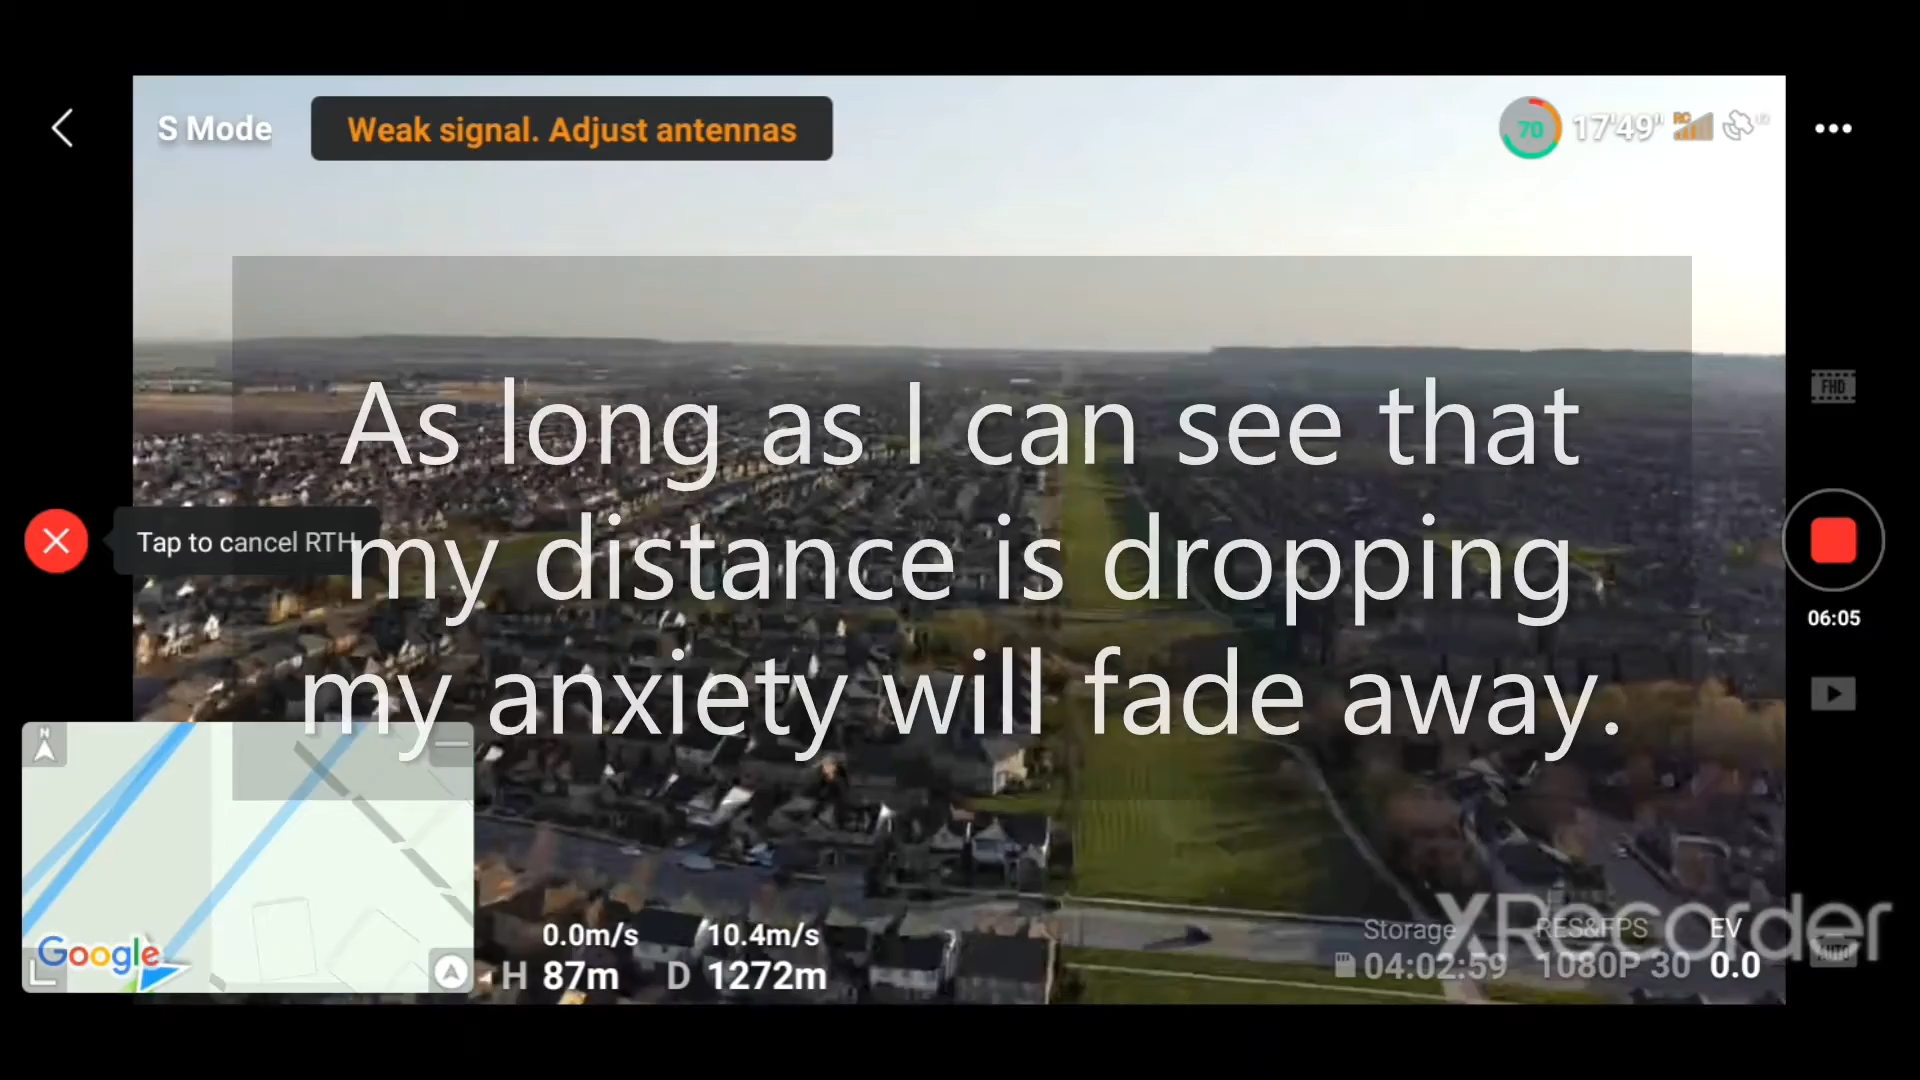 S Mode
Weak signal. Adjust antennas
70
17'49"
RC
FHD
As long as I can see that
my distance is dropping
my anxiety will fade away.
Tap to cancel RTH
06:05
N
Google
0.0m/s
10.4m/s
H 87m
D 1272m
XRecorder
Storage
RES&FPS
EV
04:02:59
1080P 30
0.0
AUTO